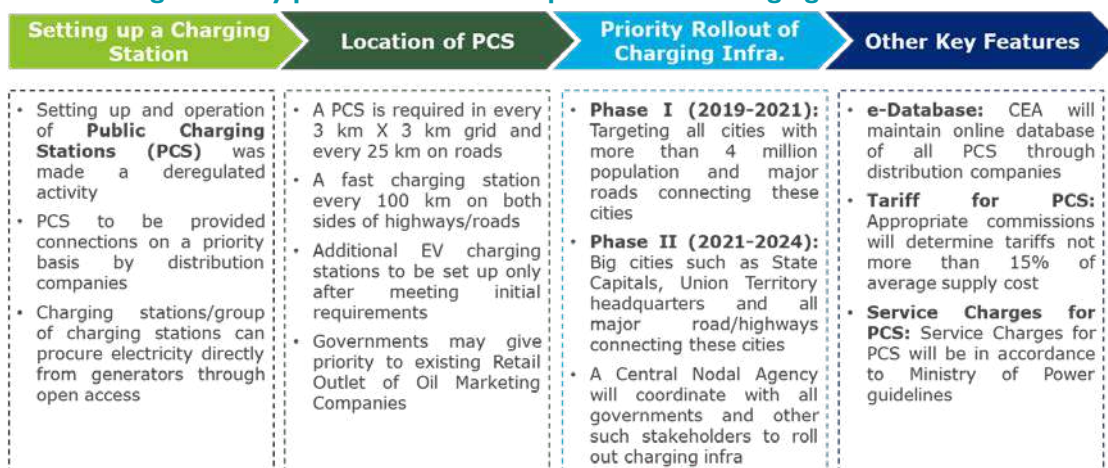 Setting up a Charging
Station
Location of PCS
Priority Rollout of
Charging Infra.
Other Key Features
• Setting up and operation
of Public Charging
Stations (PCS) was
made a deregulated
activity
• PCS to be provided
connections on a priority
basis by distribution
companies
• Charging stations/group
of charging stations can
procure electricity directly
from generators through
open access
• A PCS is required in every
3 km X 3 km grid and
every 25 km on roads
• A fast charging station
every 100 km on both
sides of highways/roads
• Additional EV charging
stations to be set up only
after meeting initial
requirements
• Governments may give
priority to existing Retail
Outlet of Oil Marketing
Companies
• Phase I (2019-2021):
Targeting all cities with
more than 4 million
population and major
roads connecting these
cities
• Phase II (2021-2024):
Big cities such as State
Capitals, Union Territory
headquarters and all
major road/highways
connecting these cities
• A Central Nodal Agency
will coordinate with all
governments and other
such stakeholders to roll
out charging infra
• e-Database: CEA will
maintain online database
of all PCS through
distribution companies
• Tariff for PCS:
Appropriate commissions
will determine tariffs not
more than 15% of
average supply cost
• Service Charges for
PCS: Service Charges for
PCS will be in accordance
to Ministry of Power
guidelines